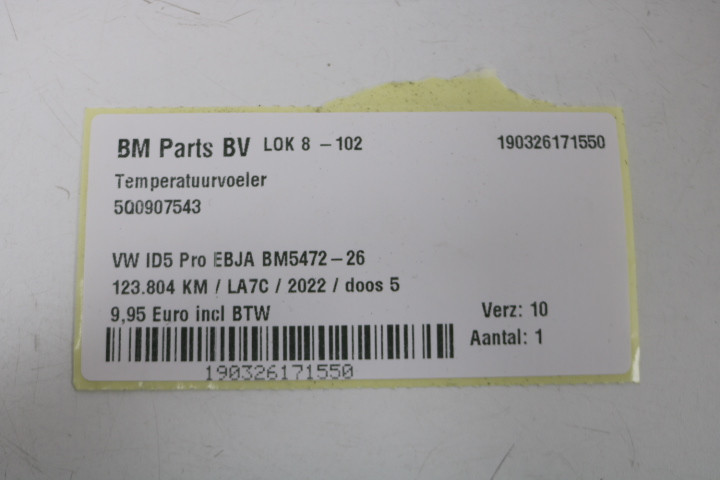 BM Parts BV LOK 8 - 102 190326171550
Temperatuurvoeler
5Q0907543
VW ID5 Pro EBJA BM5472-26
123.804 KM / LA7C / 2022 / doos 5
9,95 Euro incl BTW Verz: 10
Aantal: 1
190326171550